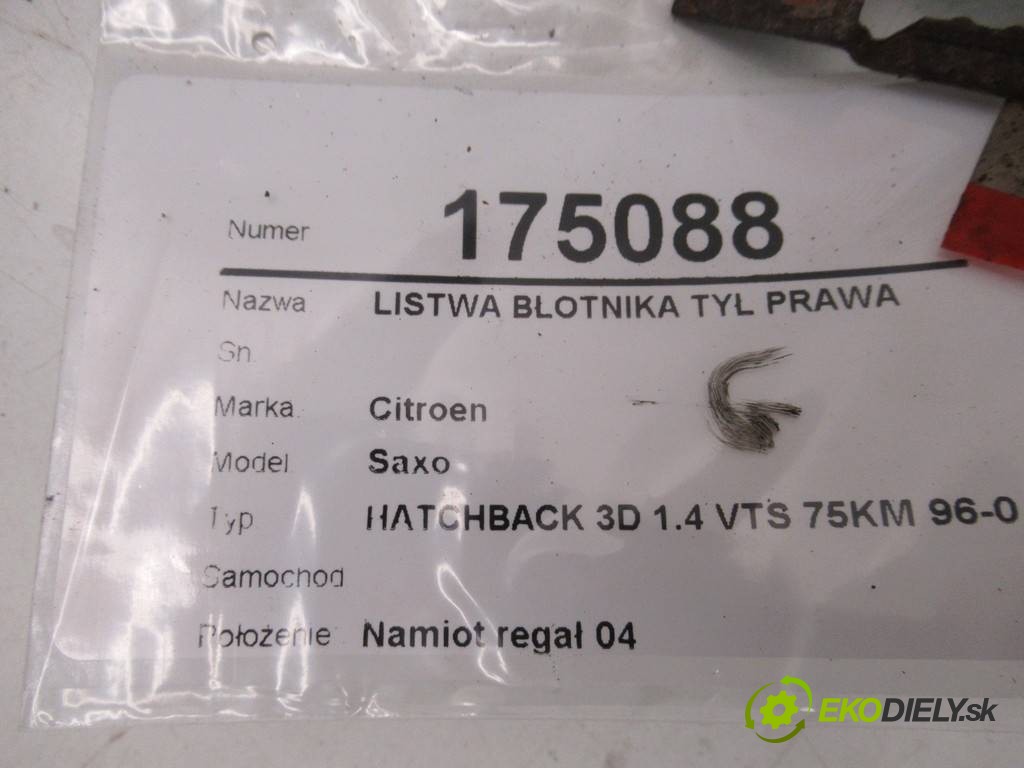 Numer 175088
Nazwa LISTWA BŁOTNIKA TYŁ PRAWA
Sn
Marka Citroen
Model Saxo
Typ HATCHBACK 3D 1.4 VTS 75KM 96-0
Samochod
Położenie Namiot regał 04
EKODIELY.sk